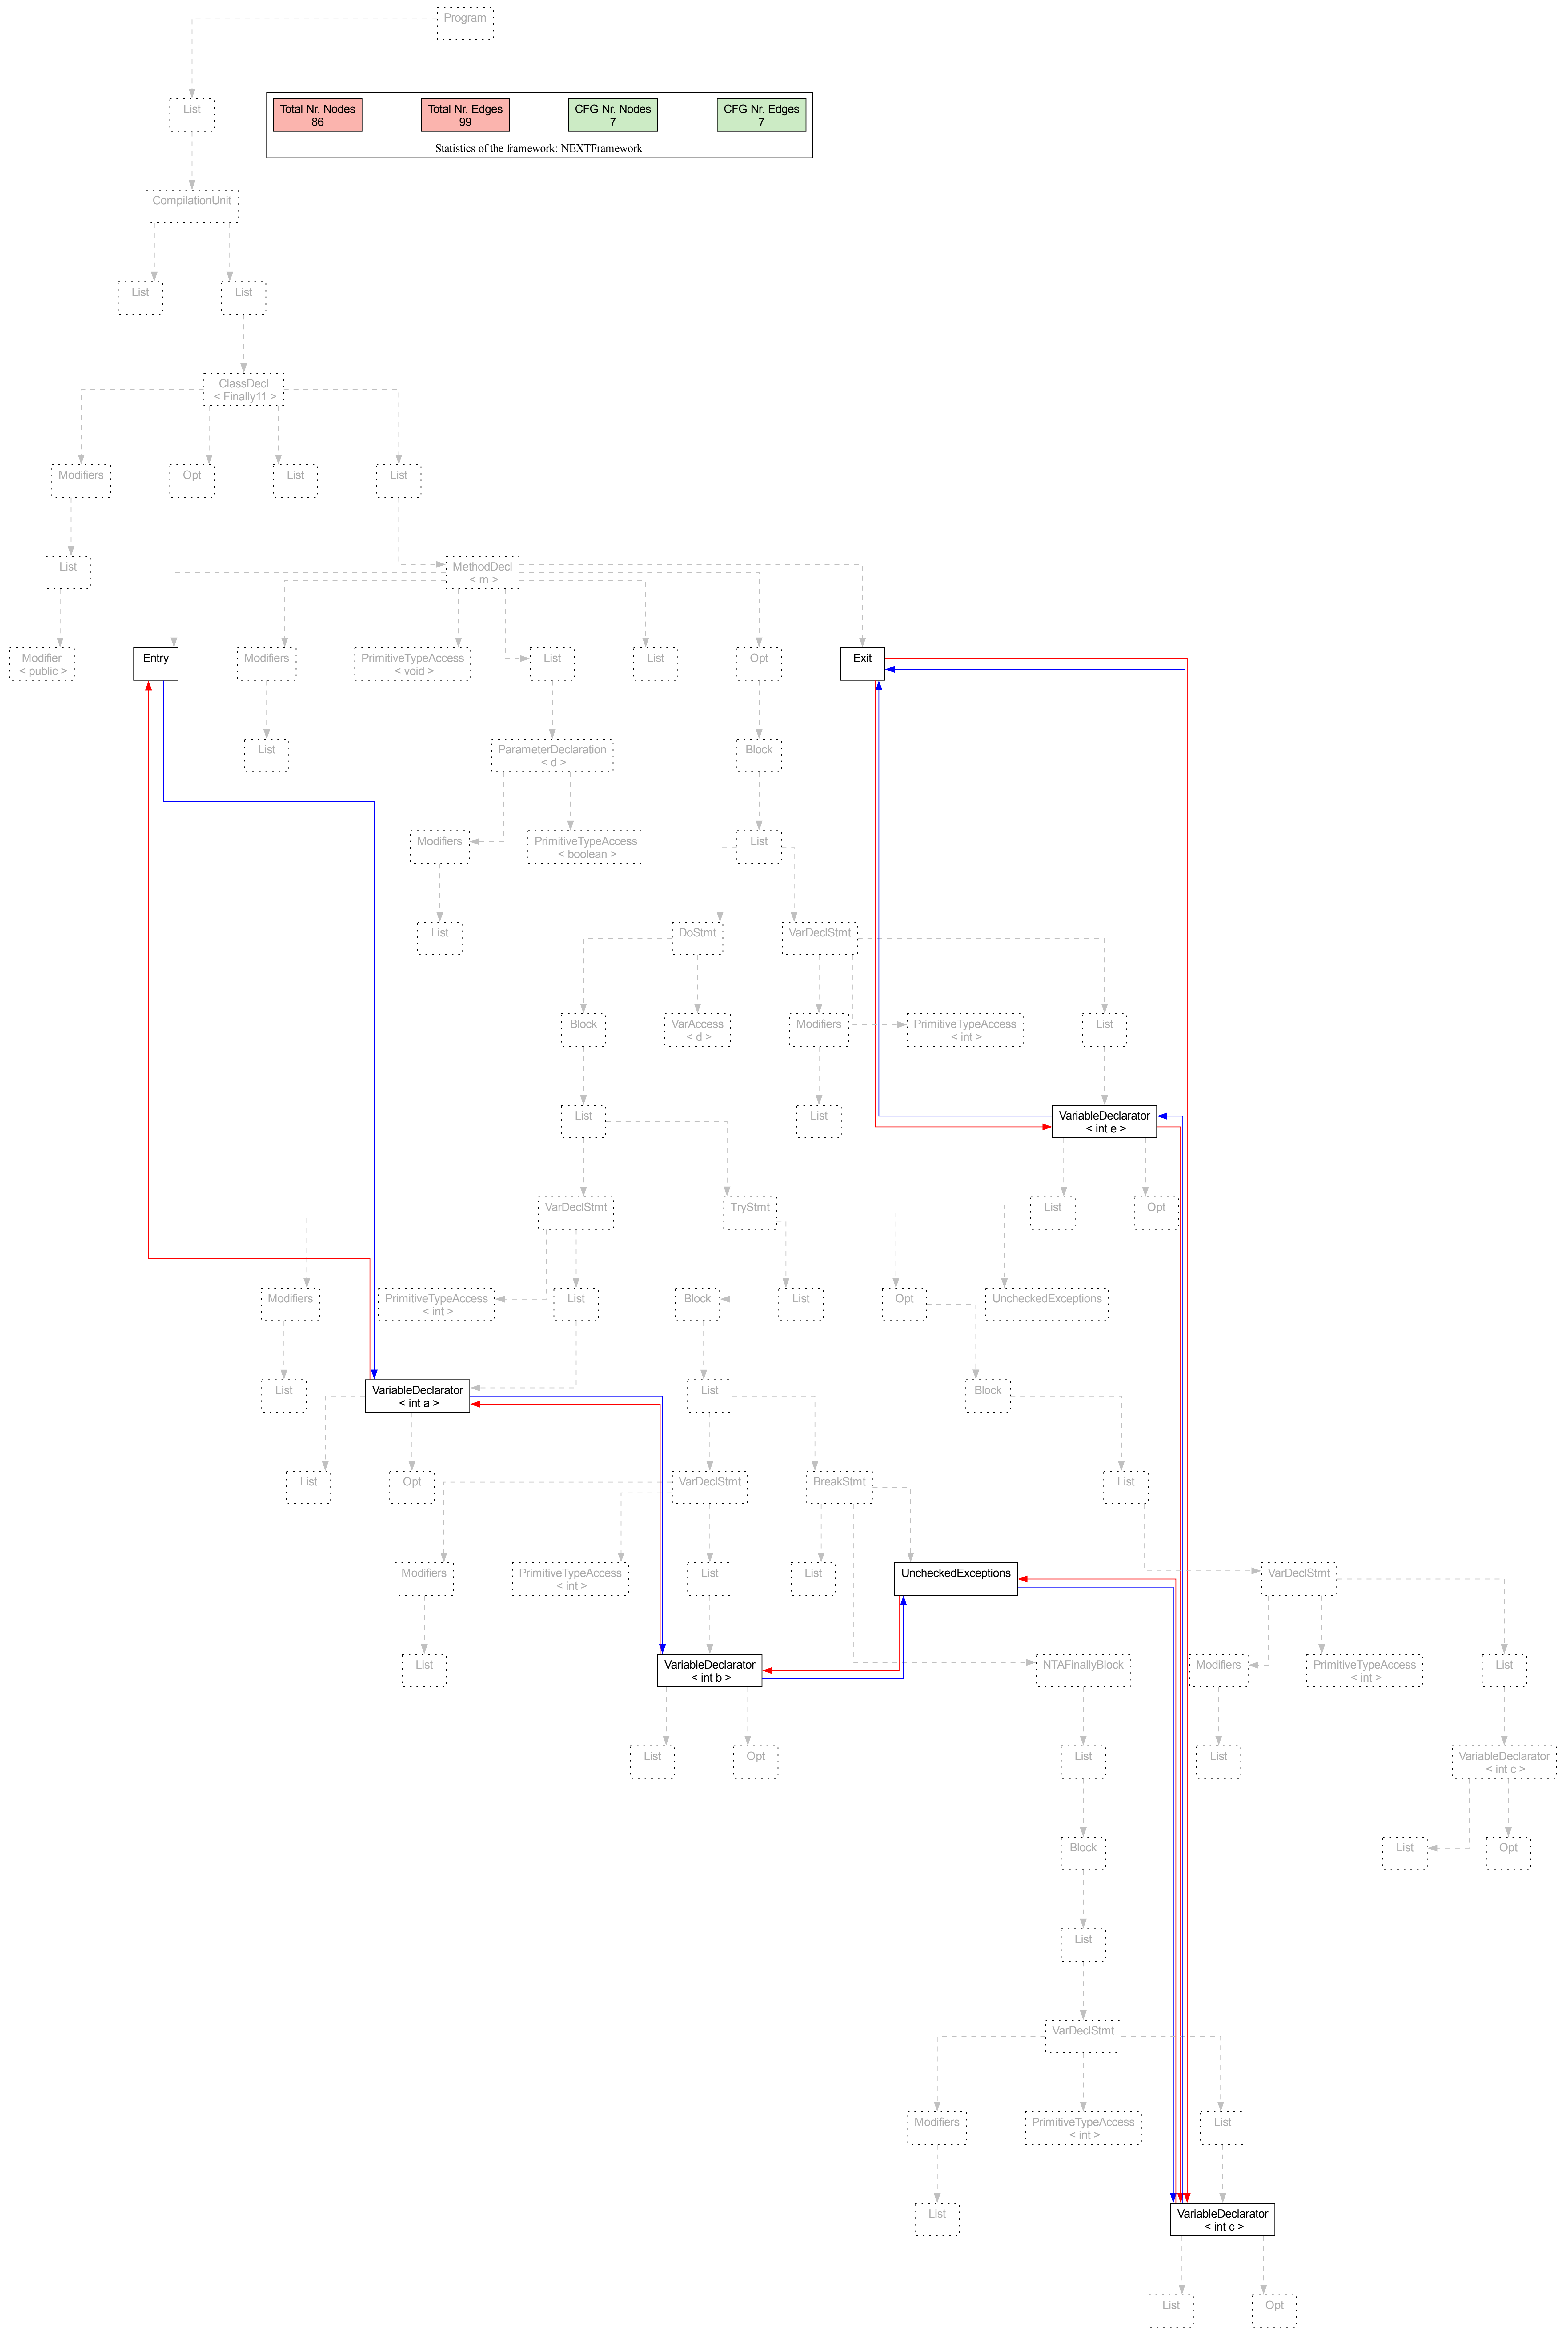 Program
List
Total Nr. Nodes
86
Total Nr. Edges
99
CFG Nr. Nodes
7
CFG Nr. Edges
7
Statistics of the framework: NEXTFramework
CompilationUnit
List
List
ClassDecl
< Finally11 >
Modifiers
Opt
List
List
List
MethodDecl
< m >
Modifier
< public >
Entry
Modifiers
PrimitiveTypeAccess
< void >
List
List
Opt
Exit
List
ParameterDeclaration
< d >
Block
Modifiers
PrimitiveTypeAccess
< boolean >
List
List
DoStmt
VarDeclStmt
Block
VarAccess
< d >
Modifiers
PrimitiveTypeAccess
< int >
List
List
List
VariableDeclarator
< int e >
VarDeclStmt
TryStmt
List
Opt
Modifiers
PrimitiveTypeAccess
< int >
List
Block
List
Opt
UncheckedExceptions
List
VariableDeclarator
< int a >
List
Block
List
Opt
VarDeclStmt
BreakStmt
List
Modifiers
PrimitiveTypeAccess
< int >
List
List
UncheckedExceptions
VarDeclStmt
List
VariableDeclarator
< int b >
NTAFinallyBlock
Modifiers
PrimitiveTypeAccess
< int >
List
List
Opt
List
List
VariableDeclarator
< int c >
Block
List
Opt
List
VarDeclStmt
Modifiers
PrimitiveTypeAccess
< int >
List
List
VariableDeclarator
< int c >
List
Opt